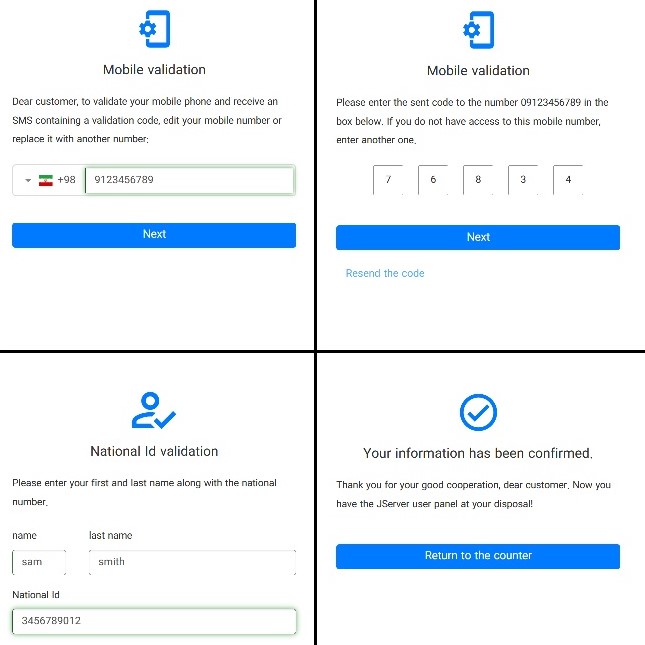 Mobile validation
Dear customer, to validate your mobile phone and receive an
SMS containing a validation code, edit your mobile number or
replace it with another number:
+98 9123456789
Next
Mobile validation
Please enter the sent code to the number 09123456789 in the
box below. If you do not have access to this mobile number,
enter another one.
7 6 8 3 4
Next
Resend the code
National Id validation
Please enter your first and last name along with the national
number.
name last name
sam smith
National Id
3456789012
Your information has been confirmed.
Thank you for your good cooperation, dear customer. Now you
have the JServer user panel at your disposal!
Return to the counter